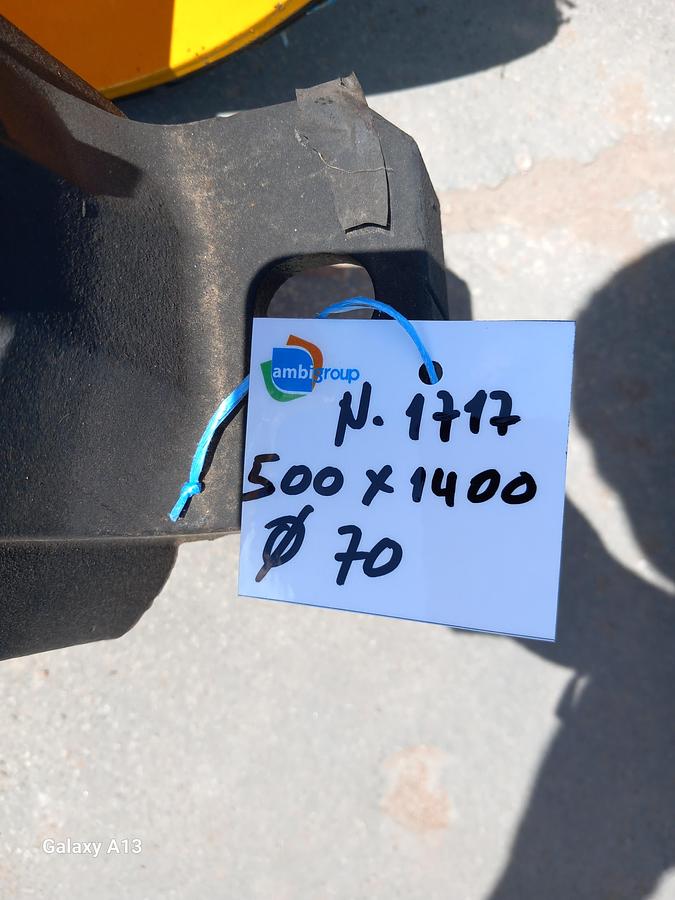 ambigroup
N. 1717
500 x 1400
Ø 70
Galaxy A13